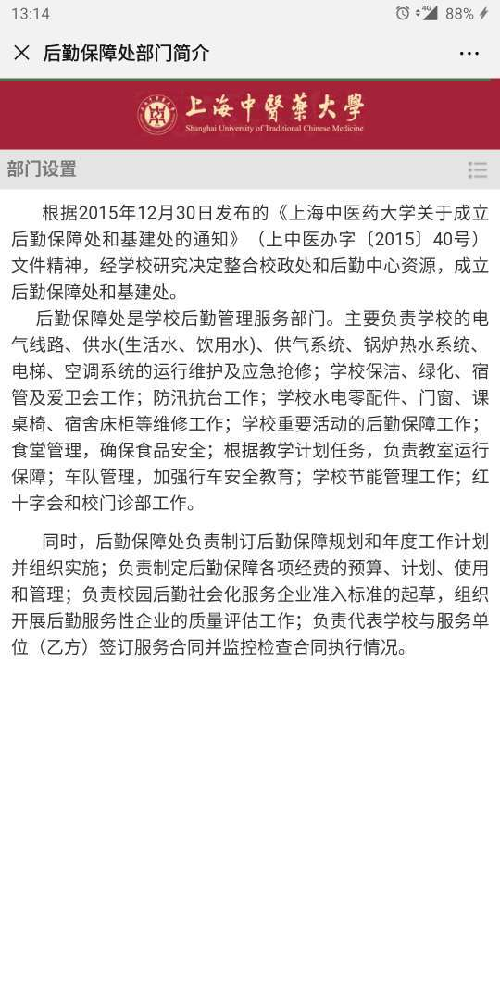 13:14
4G
88%
后勤保障处部门简介
上海中醫藥大學
Shanghai University of Traditional Chinese Medicine
部门设置
根据2015年12月30日发布的《上海中医药大学关于成立
后勤保障处和基建处的通知》（上中医办字〔2015〕40号）
文件精神，经学校研究决定整合校政处和后勤中心资源，成立
后勤保障处和基建处。
后勤保障处是学校后勤管理服务部门。主要负责学校的电
气线路、供水(生活水、饮用水)、供气系统、锅炉热水系统、
电梯、空调系统的运行维护及应急抢修；学校保洁、绿化、宿
管及爱卫会工作；防汛抗台工作；学校水电零配件、门窗、课
桌椅、宿舍床柜等维修工作；学校重要活动的后勤保障工作；
食堂管理，确保食品安全；根据教学计划任务，负责教室运行
保障；车队管理，加强行车安全教育；学校节能管理工作；红
十字会和校门诊部工作。
同时，后勤保障处负责制订后勤保障规划和年度工作计划
并组织实施；负责制定后勤保障各项经费的预算、计划、使用
和管理；负责校园后勤社会化服务企业准入标准的起草，组织
开展后勤服务性企业的质量评估工作；负责代表学校与服务单
位（乙方）签订服务合同并监控检查合同执行情况。